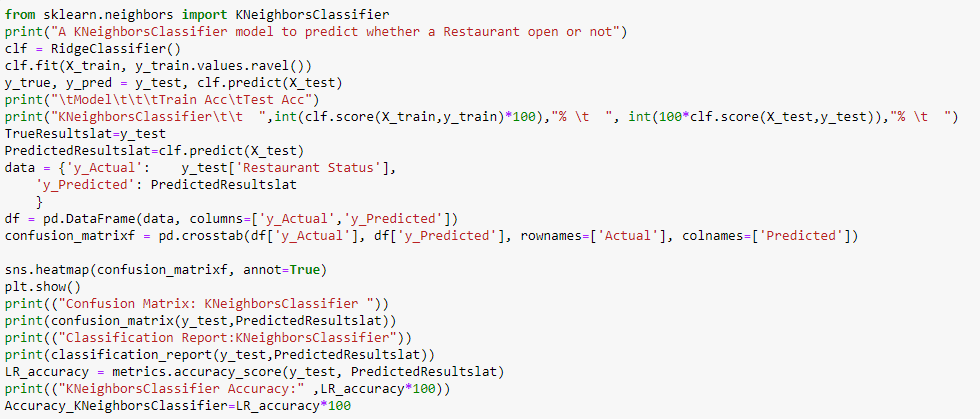 from sklearn.neighbors import KNeighborsClassifier
print("A KNeighborsClassifier model to predict whether a Restaurant open or not")
clf = RidgeClassifier()
clf.fit(X_train, y_train.values.ravel())
y_true, y_pred = y_test, clf.predict(X_test)
print("\tModel\t\t\tTrain Acc\tTest Acc")
print("KNeighborsClassifier\t\t  ",int(clf.score(X_train,y_train)*100),"% \t  ", int(100*clf.score(X_test,y_test)),"% \t  ")
TrueResultslat=y_test
PredictedResultslat=clf.predict(X_test)
data = {'y_Actual':    y_test['Restaurant Status'],
    'y_Predicted': PredictedResultslat
    }
df = pd.DataFrame(data, columns=['y_Actual','y_Predicted'])
confusion_matrixf = pd.crosstab(df['y_Actual'], df['y_Predicted'], rownames=['Actual'], colnames=['Predicted'])

sns.heatmap(confusion_matrixf, annot=True)
plt.show()
print(("Confusion Matrix: KNeighborsClassifier "))
print(confusion_matrix(y_test,PredictedResultslat))
print(("Classification Report:KNeighborsClassifier"))
print(classification_report(y_test,PredictedResultslat))
LR_accuracy = metrics.accuracy_score(y_test, PredictedResultslat)
print(("KNeighborsClassifier Accuracy:" ,LR_accuracy*100))
Accuracy_KNeighborsClassifier=LR_accuracy*100